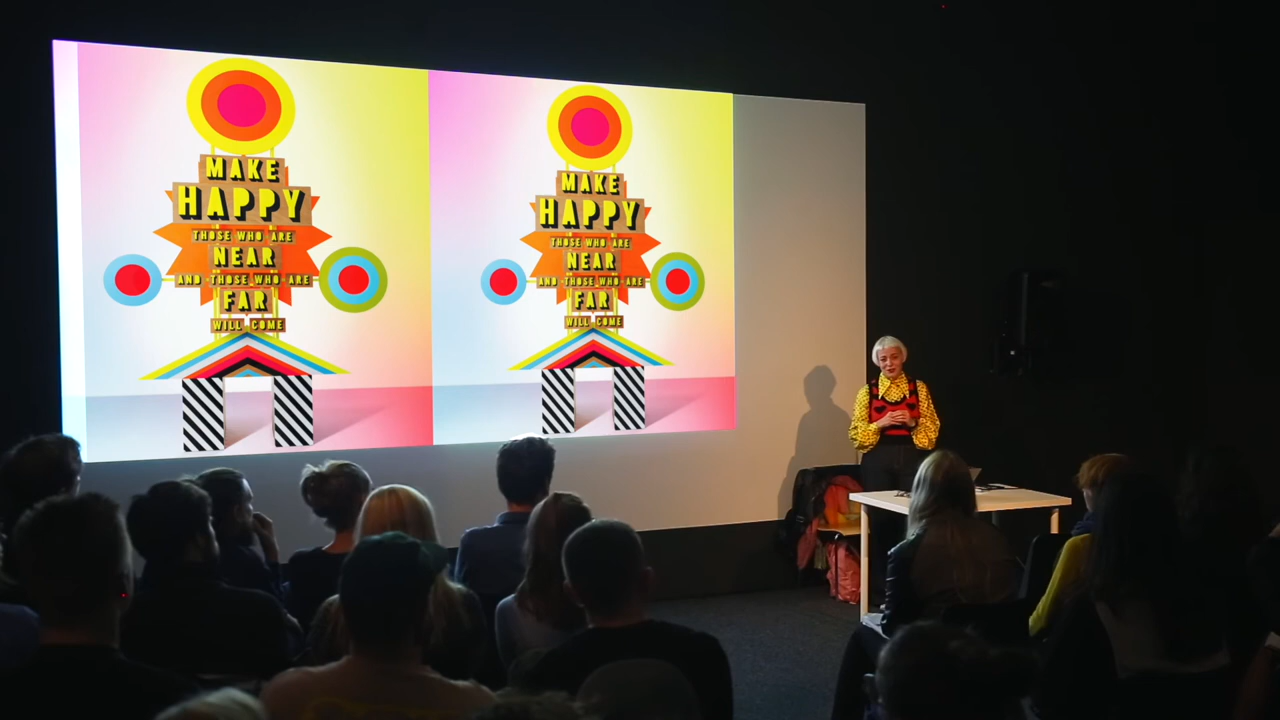 MAKE
HAPPY
THOSE WHO ARE
NEAR
AND THOSE WHO ARE
FAR
WILL COME
MAKE
HAPPY
THOSE WHO ARE
NEAR
AND THOSE WHO ARE
FAR
WILL COME